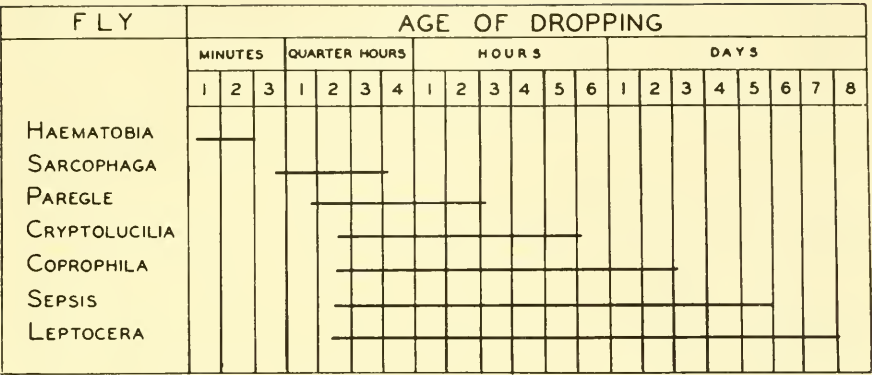 FLY AGE OF DROPPING
MINUTES QUARTER HOURS HOURS DAYS
1 2 3 1 2 3 4 1 2 3 4 5 6 1 2 3 4 5 6 7 8
HAEMATOBIA
SARCOPHAGA
PAREGLE
CRYPTOLUCILIA
COPROPHILA
SEPSIS
LEPTOCERA